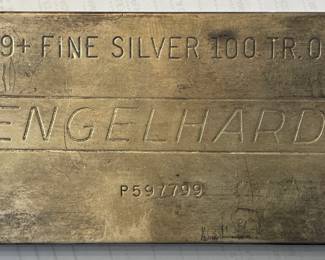 9+ FINE SILVER 100 TR.O
ENGELHARD
P597799